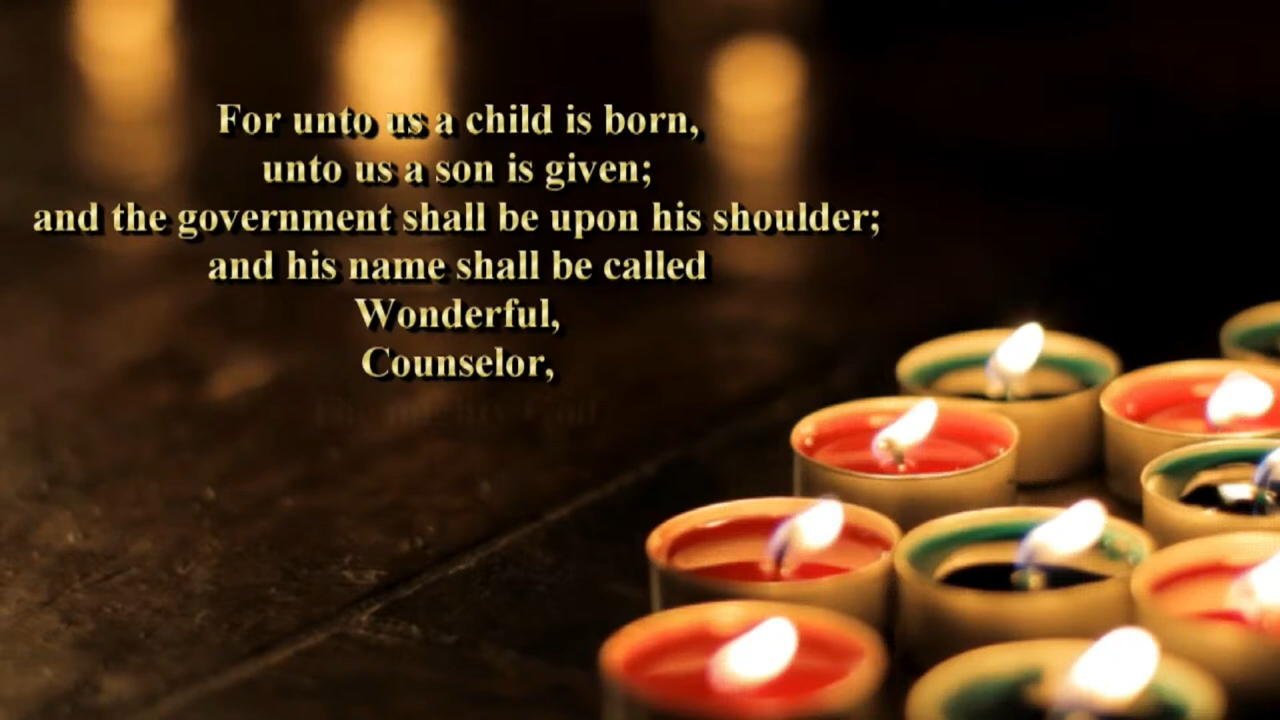 For unto us a child is born,
unto us a son is given;
and the government shall be upon his shoulder;
and his name shall be called
Wonderful,
Counselor,